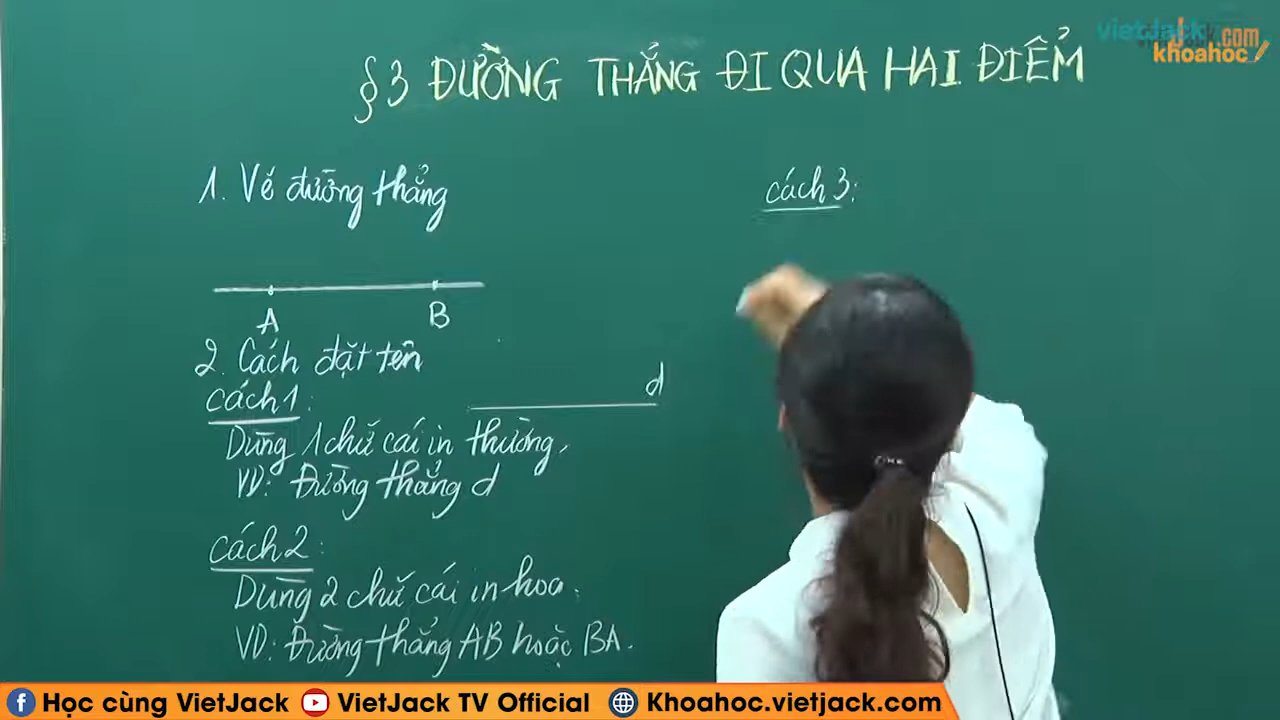 vietJack.com
khoahoc
§3 ĐƯỜNG THẲNG ĐI QUA HAI ĐIỂM
1. Vẽ đường thẳng
A B
2. Cách đặt tên
cách 1:
d
Dùng 1 chữ cái in thường.
VD: Đường thẳng d
cách 2:
Dùng 2 chữ cái in hoa.
VD: Đường thẳng AB hoặc BA.
cách 3:
Học cùng VietJack VietJack TV Official Khoahoc.vietjack.com